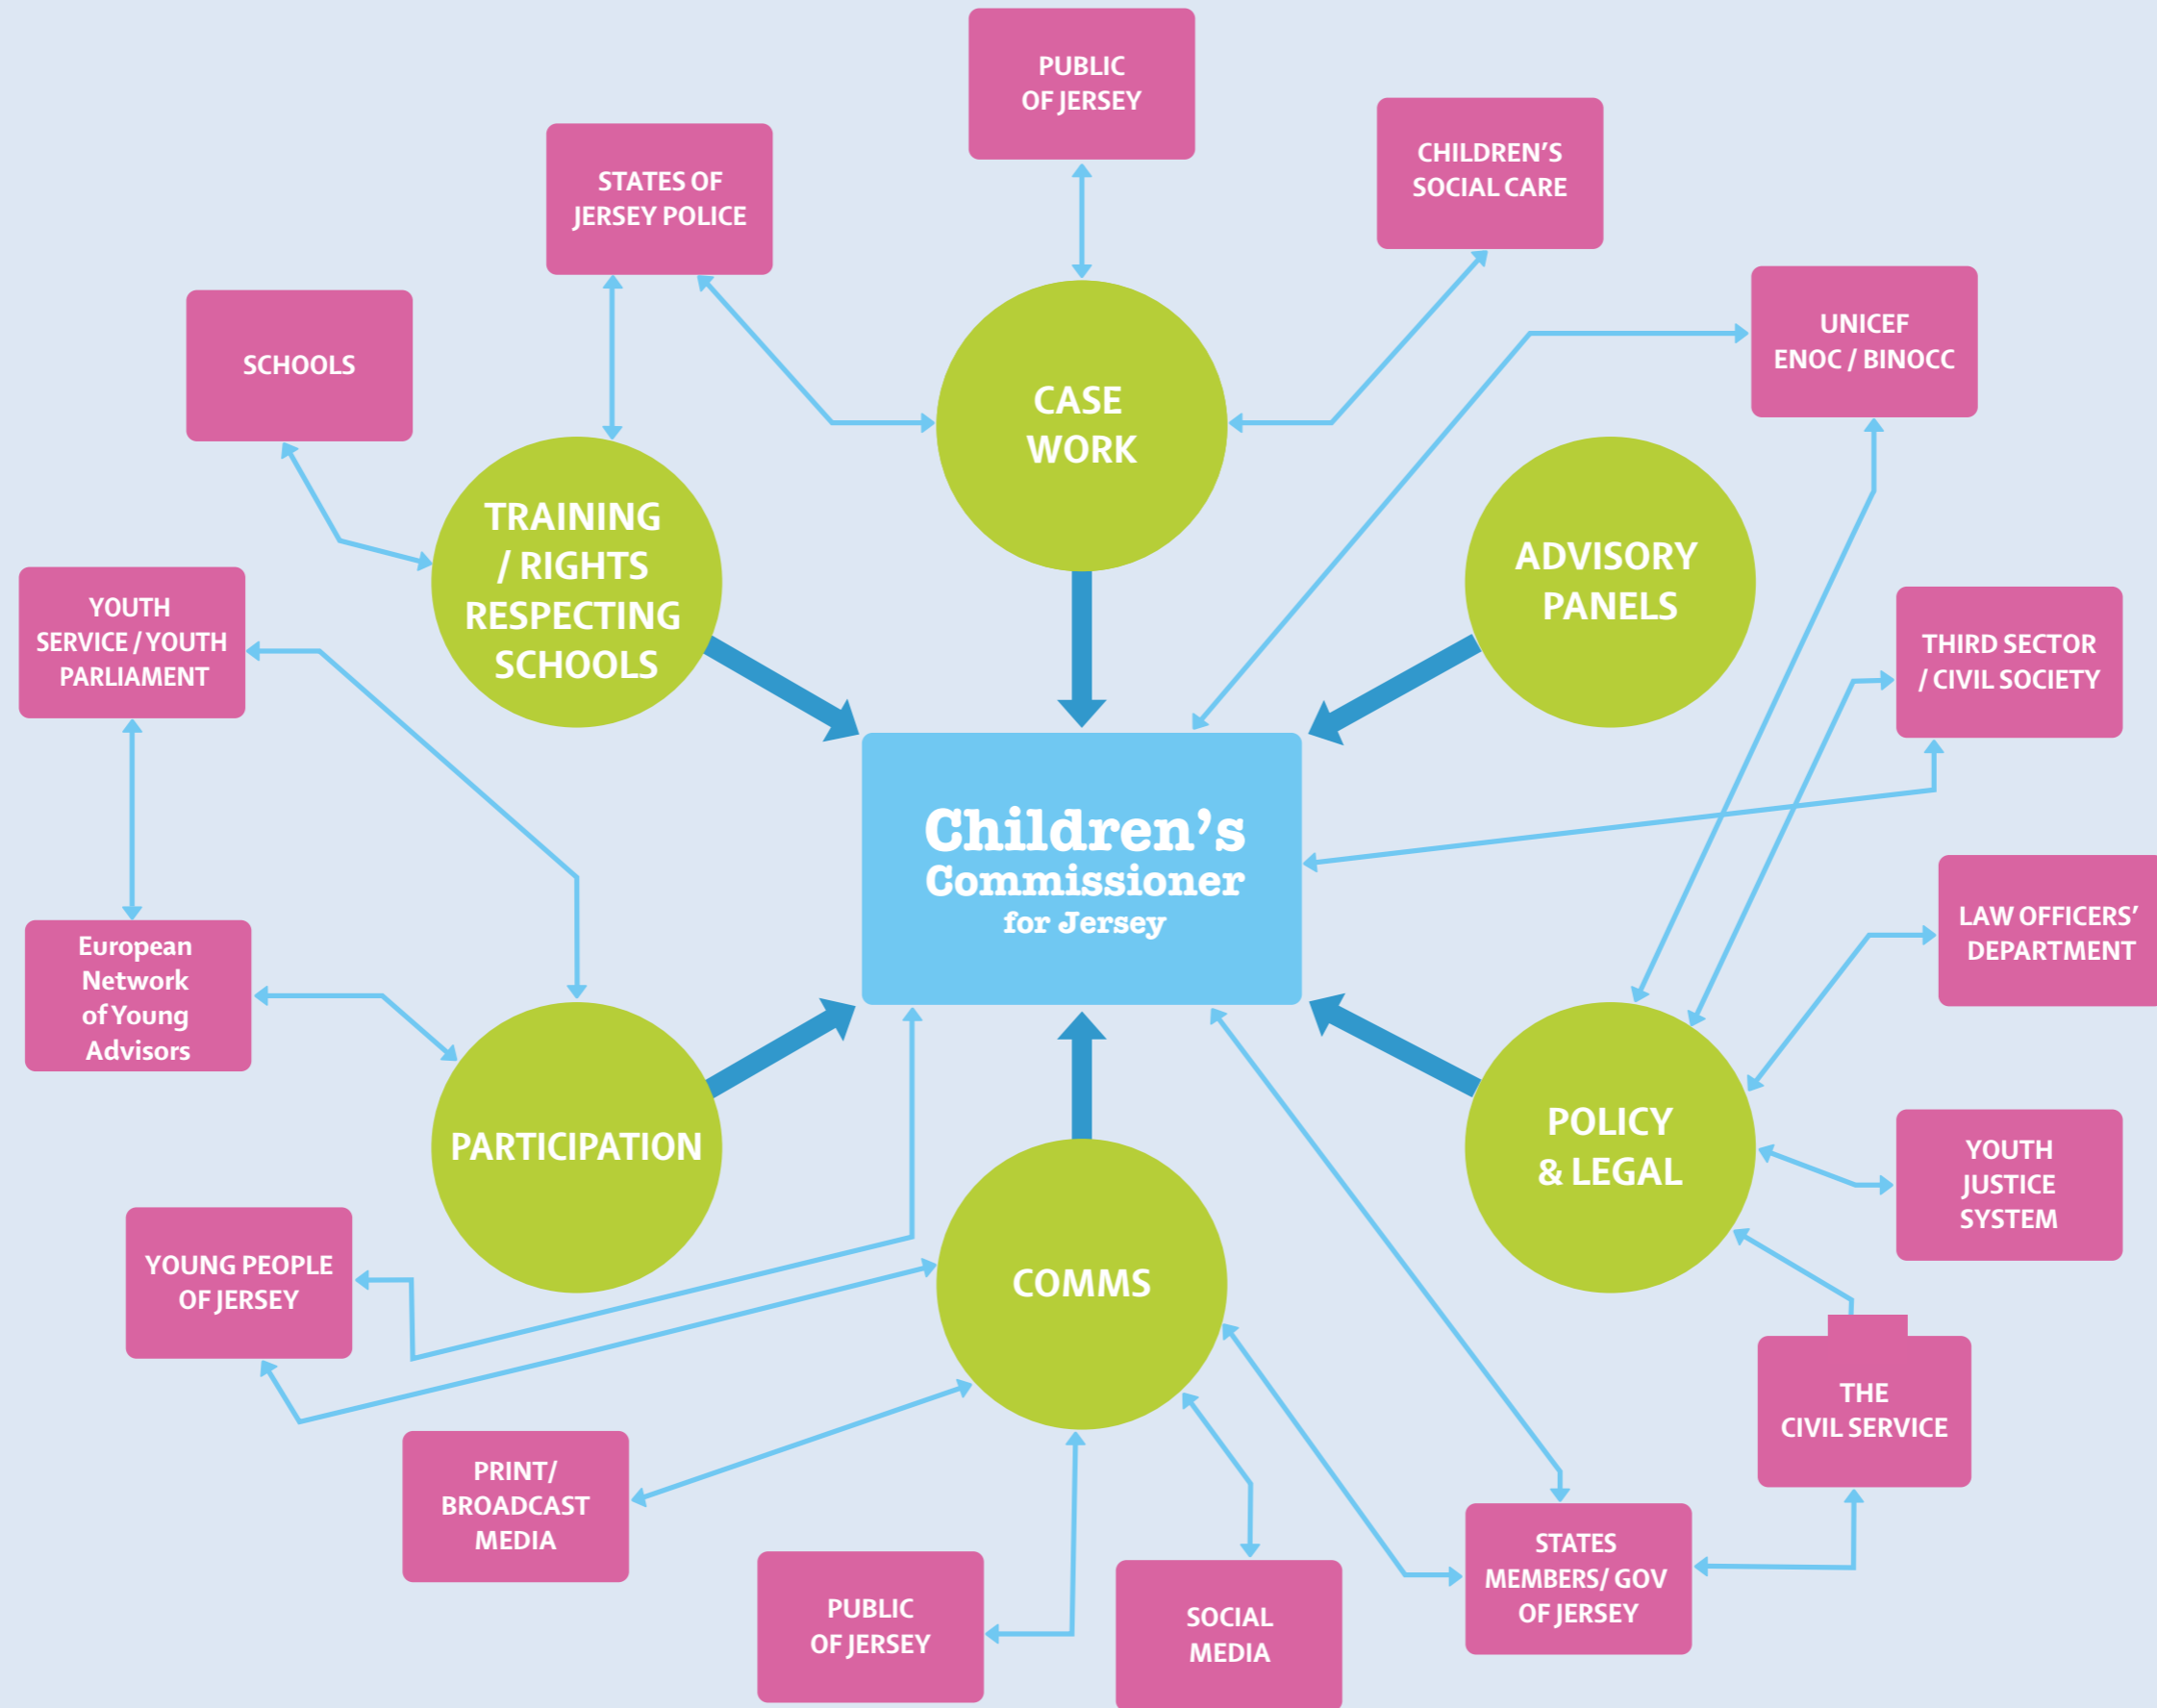 PUBLIC
OF JERSEY
CHILDREN'S
SOCIAL CARE
STATES OF
JERSEY POLICE
UNICEF
ENOC / BINOCC
SCHOOLS
CASE
WORK
TRAINING
/ RIGHTS
RESPECTING
SCHOOLS
ADVISORY
PANELS
YOUTH
SERVICE / YOUTH
PARLIAMENT
THIRD SECTOR
/ CIVIL SOCIETY
Children's
Commissioner
for Jersey
LAW OFFICERS'
DEPARTMENT
European
Network
of Young
Advisors
PARTICIPATION
POLICY
& LEGAL
YOUTH
JUSTICE
SYSTEM
YOUNG PEOPLE
OF JERSEY
COMMS
THE
CIVIL SERVICE
PRINT/
BROADCAST
MEDIA
STATES
MEMBERS/ GOV
OF JERSEY
PUBLIC
OF JERSEY
SOCIAL
MEDIA